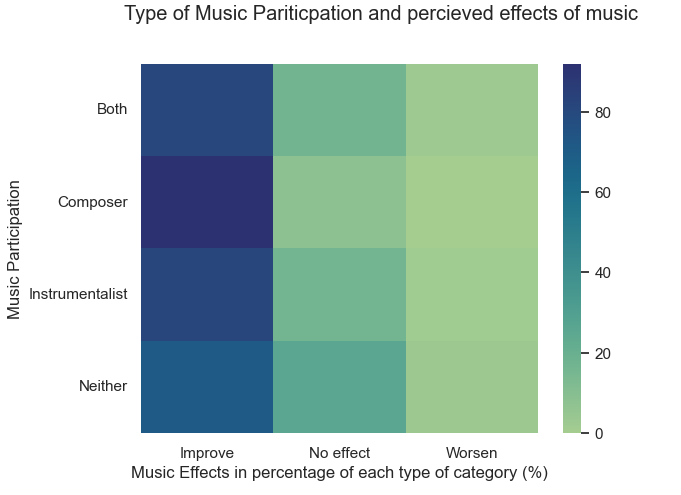 Type of Music Pariticpation and percieved effects of music
Music Participation
Both
Composer
Instrumentalist
Neither
Improve
No effect
Worsen
Music Effects in percentage of each type of category (%)
80
60
40
20
0